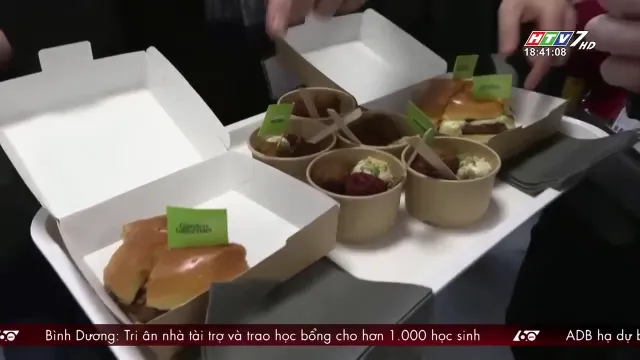 HTV7 HD
18:41:08
Bình Dương: Tri ân nhà tài trợ và trao học bổng cho hơn 1.000 học sinh
ADB hạ dự b